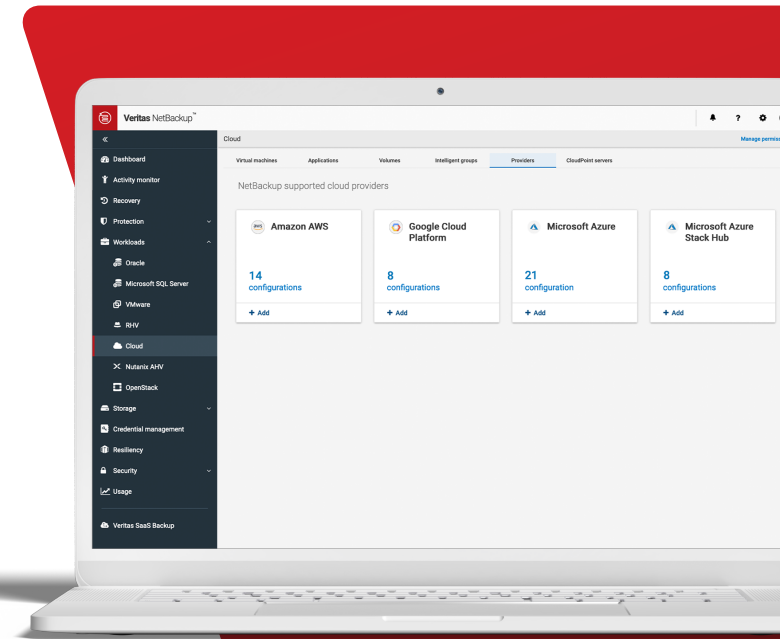 Veritas NetBackup™
Cloud
Manage permis
Dashboard
Activity monitor
Recovery
Protection
Workloads
Oracle
Microsoft SQL Server
VMware
RHV
Cloud
Nutanix AHV
OpenStack
Storage
Credential management
Resiliency
Security
Usage
Veritas SaaS Backup
Virtual machines Applications Volumes Intelligent groups Providers CloudPoint servers
NetBackup supported cloud providers
aws Amazon AWS
14
configurations
+ Add
Google Cloud
Platform
8
configurations
+ Add
Microsoft Azure
21
configuration
+ Add
Microsoft Azure
Stack Hub
8
configurations
+ Add